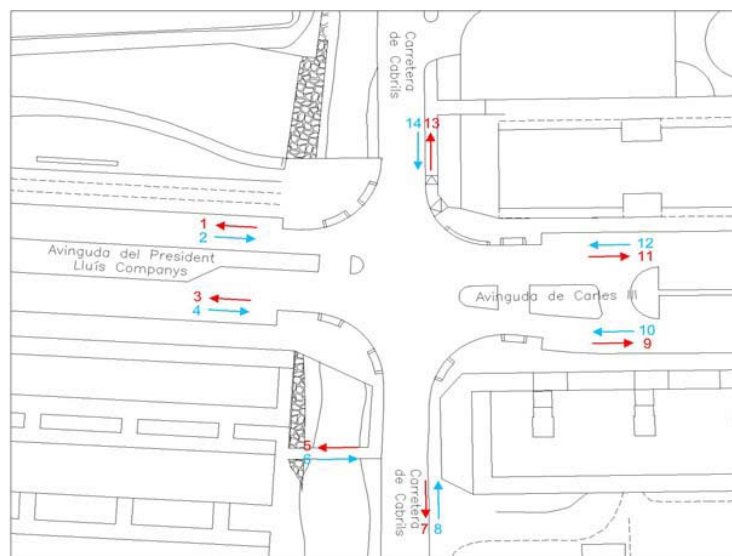 Carretera
de Cabrils
14 13
1
2
Avinguda del President
Lluís Companys
12
11
3
4
Avinguda de Carles III
10
9
5
6
Carretera
de Cabrils
7 8